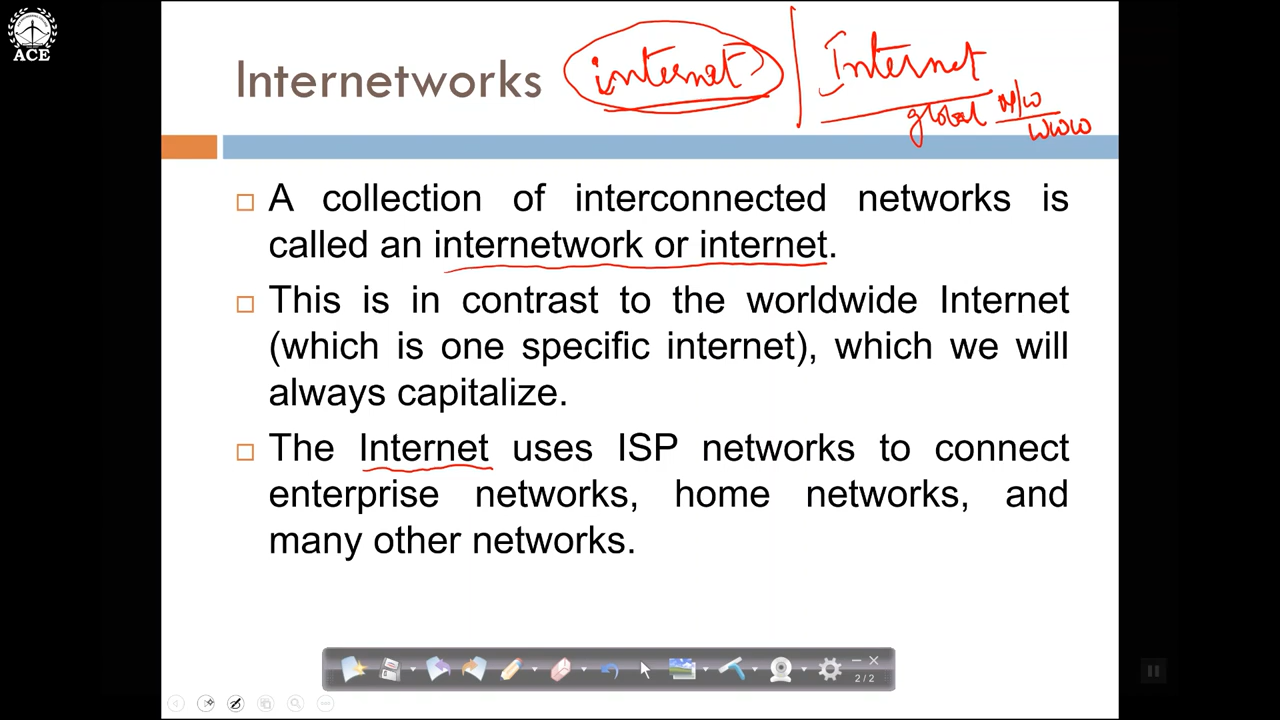 ACE
Internetworks
internet
Internet
global N/W
WWW
A collection of interconnected networks is
called an internetwork or internet.
This is in contrast to the worldwide Internet
(which is one specific internet), which we will
always capitalize.
The Internet uses ISP networks to connect
enterprise networks, home networks, and
many other networks.
2/2